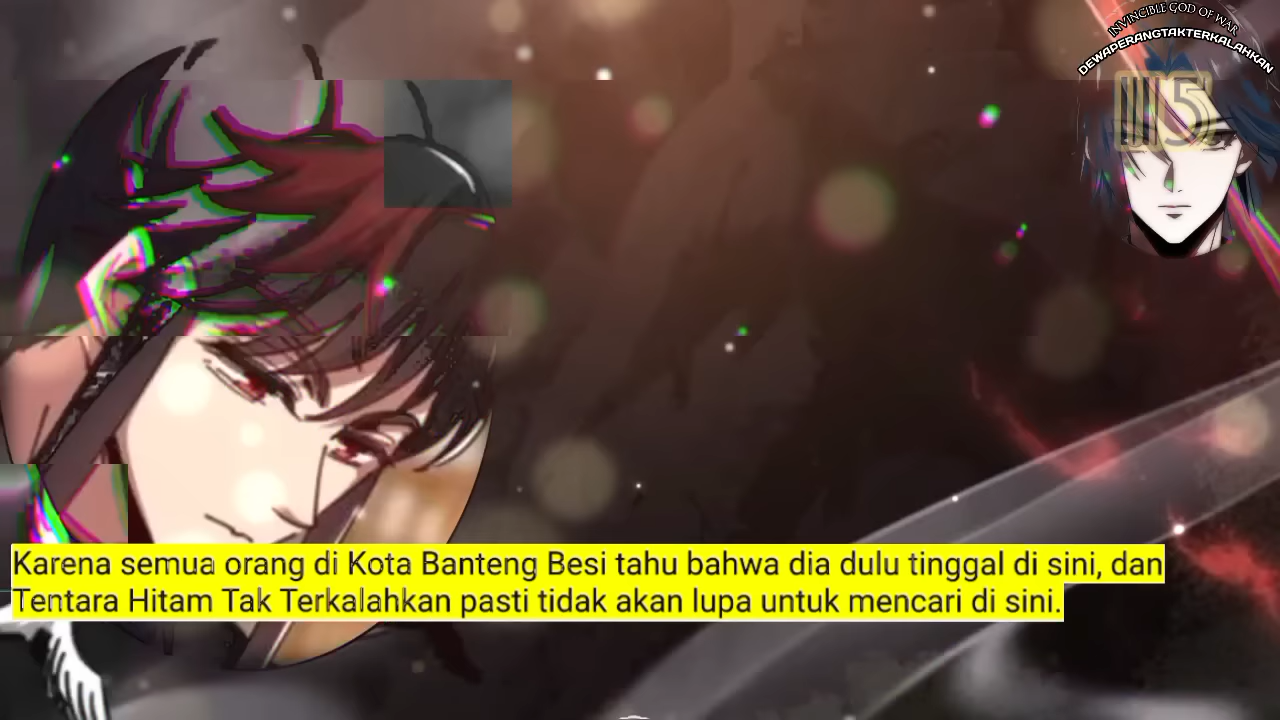 INVINCIBLE GOD OF WAR
DEWAPERANGTAKTERKALAHKAN
5
Karena semua orang di Kota Banteng Besi tahu bahwa dia dulu tinggal di sini, dan
Tentara Hitam Tak Terkalahkan pasti tidak akan lupa untuk mencari di sini.